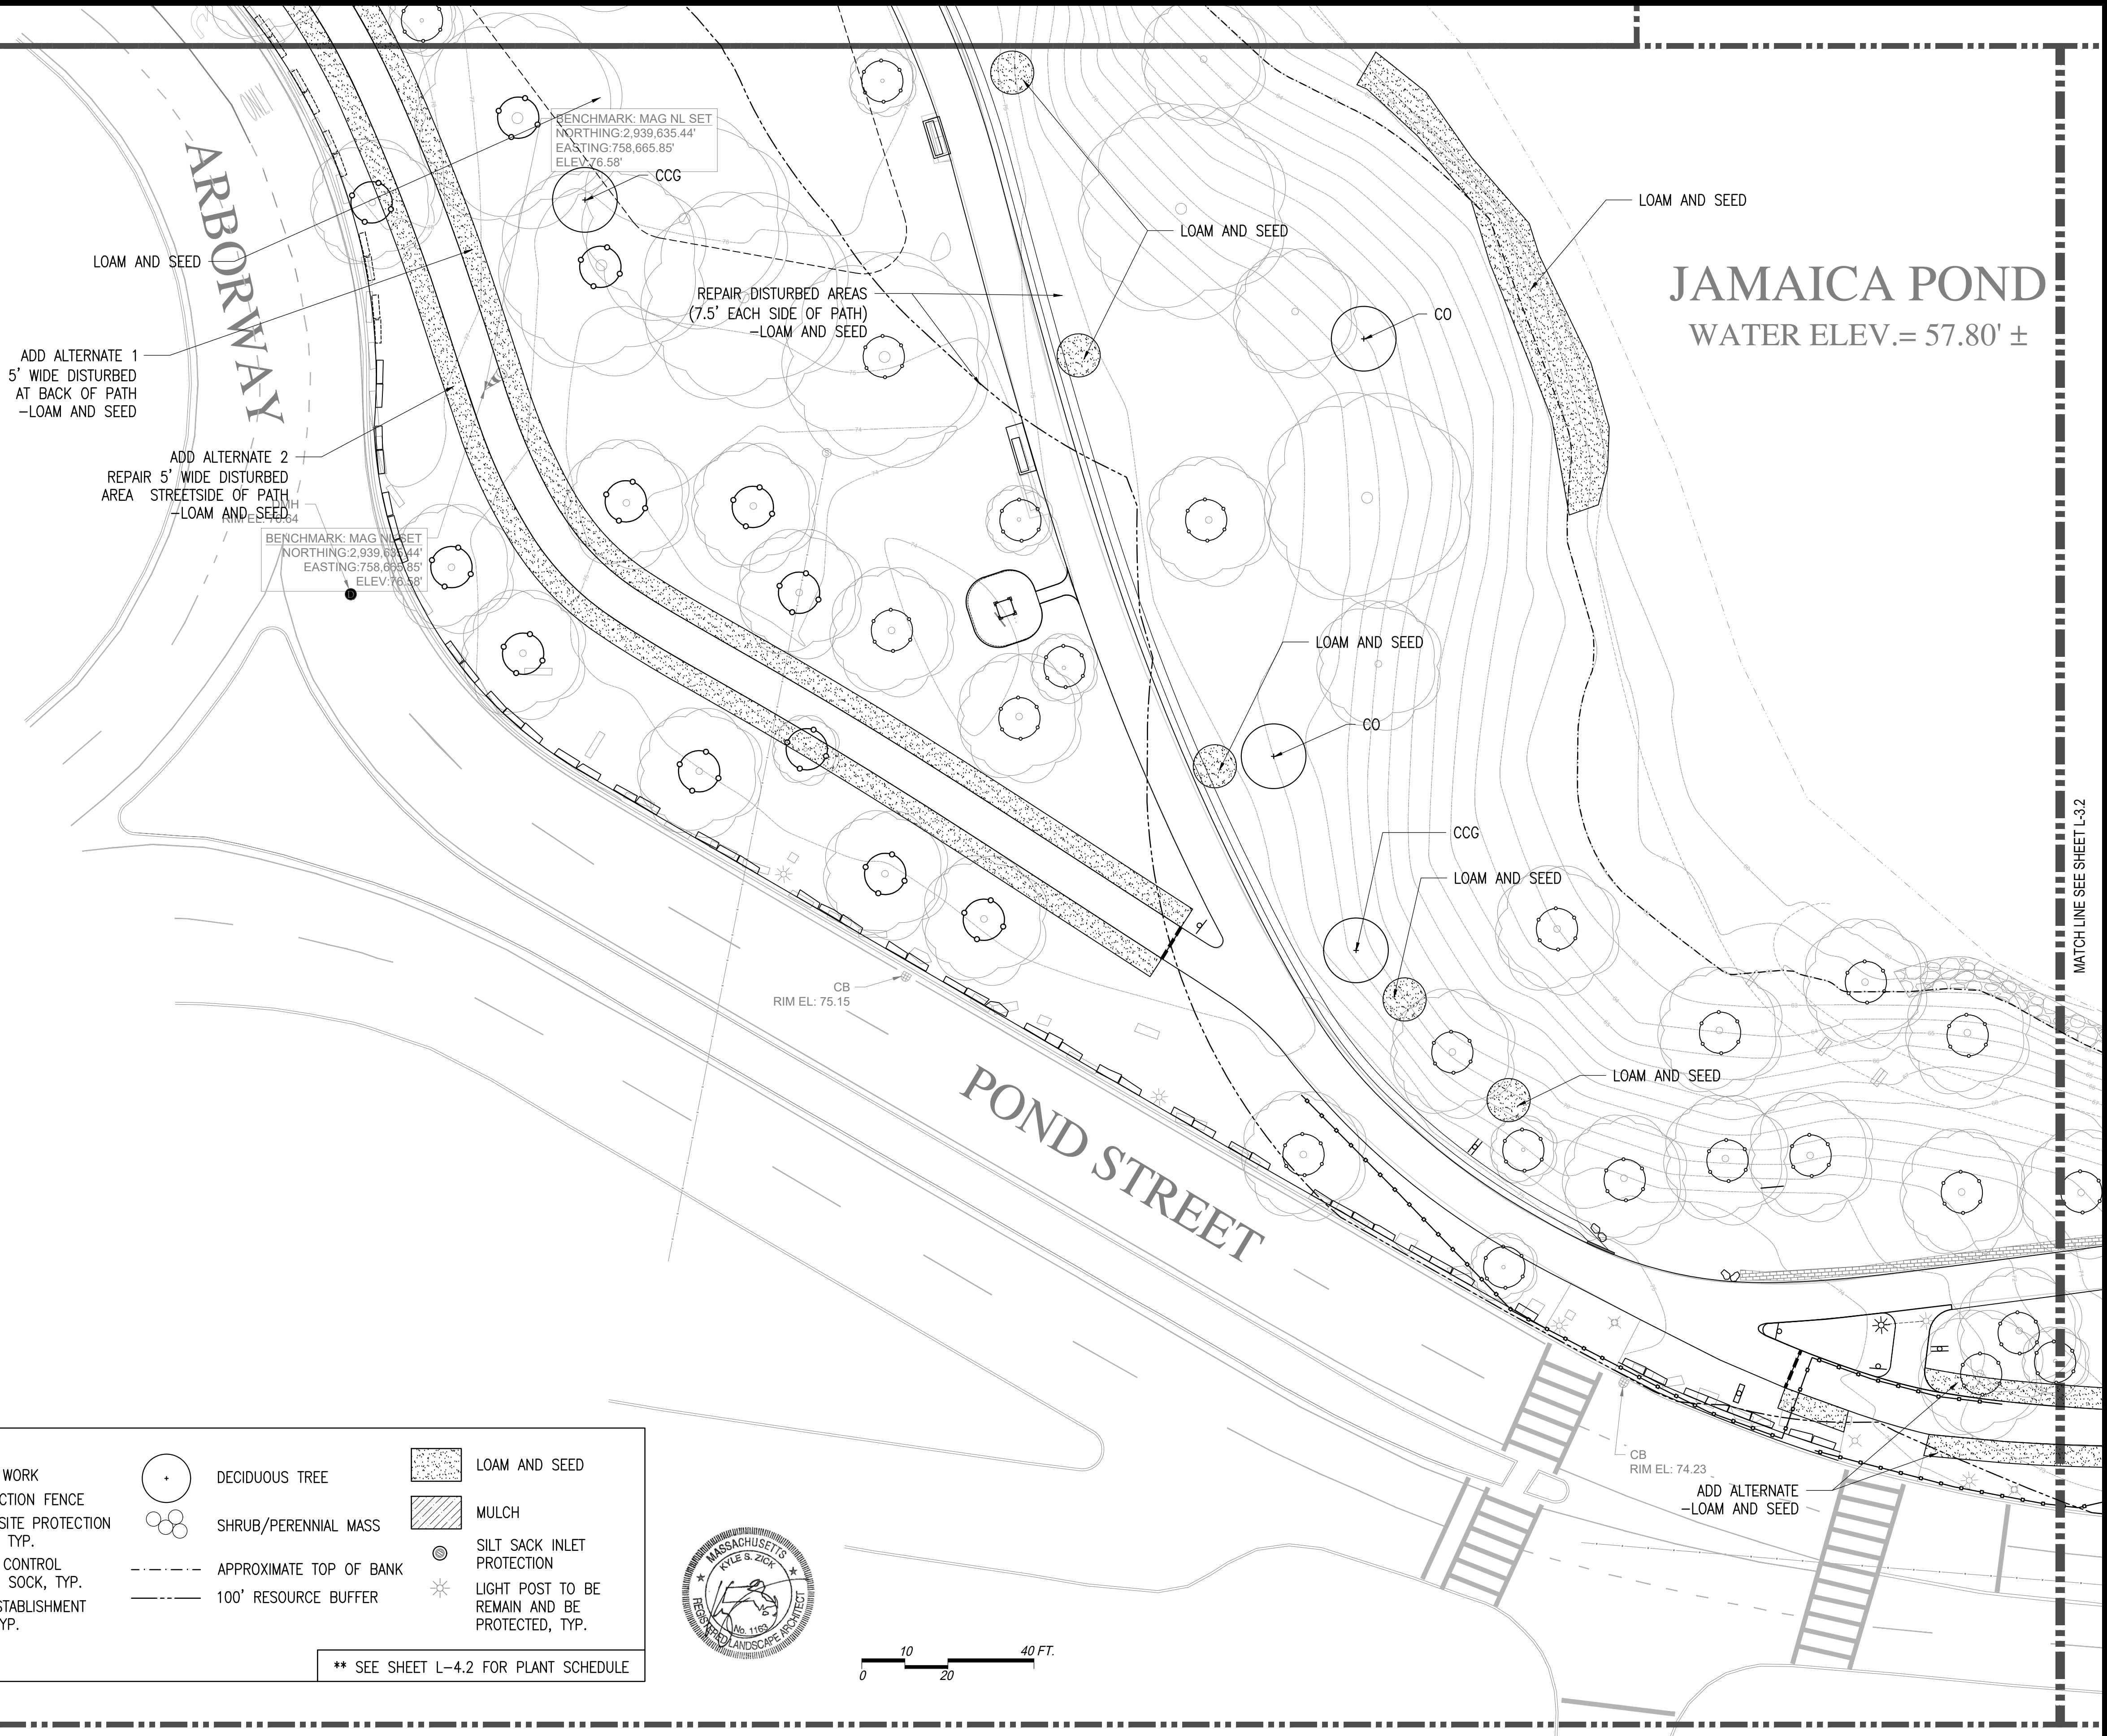 ONLY
ARBORWAY
BENCHMARK: MAG NL SET
NORTHING:2,939,635.44'
EASTING:758,665.85'
ELEV:76.58'
CCG
LOAM AND SEED
LOAM AND SEED
LOAM AND SEED
JAMAICA POND
WATER ELEV.= 57.80' ±
REPAIR DISTURBED AREAS
(7.5' EACH SIDE OF PATH)
-LOAM AND SEED
CO
ADD ALTERNATE 1
5' WIDE DISTURBED
AT BACK OF PATH
-LOAM AND SEED
ADD ALTERNATE 2
REPAIR 5' WIDE DISTURBED
AREA STREETSIDE OF PATH
-LOAM AND SEED
RIM EL:
BENCHMARK: MAG NL SET
NORTHING:2,939,635.44'
EASTING:758,665.85'
ELEV:76.58'
LOAM AND SEED
CO
CCG
LOAM AND SEED
LOAM AND SEED
CB
RIM EL: 75.15
POND STREET
MATCH LINE SEE SHEET L-3.2
CB
RIM EL: 74.23
ADD ALTERNATE
-LOAM AND SEED
WORK
CTION FENCE
SITE PROTECTION
TYP.
CONTROL
SOCK, TYP.
STABLISHMENT
YP.
DECIDUOUS TREE
SHRUB/PERENNIAL MASS
APPROXIMATE TOP OF BANK
100' RESOURCE BUFFER
LOAM AND SEED
MULCH
SILT SACK INLET
PROTECTION
LIGHT POST TO BE
REMAIN AND BE
PROTECTED, TYP.
** SEE SHEET L-4.2 FOR PLANT SCHEDULE
MASSACHUSETTS
KYLE S. ZICK
No. 1163
REGISTERED LANDSCAPE ARCHITECT
10 40 FT.
0 20